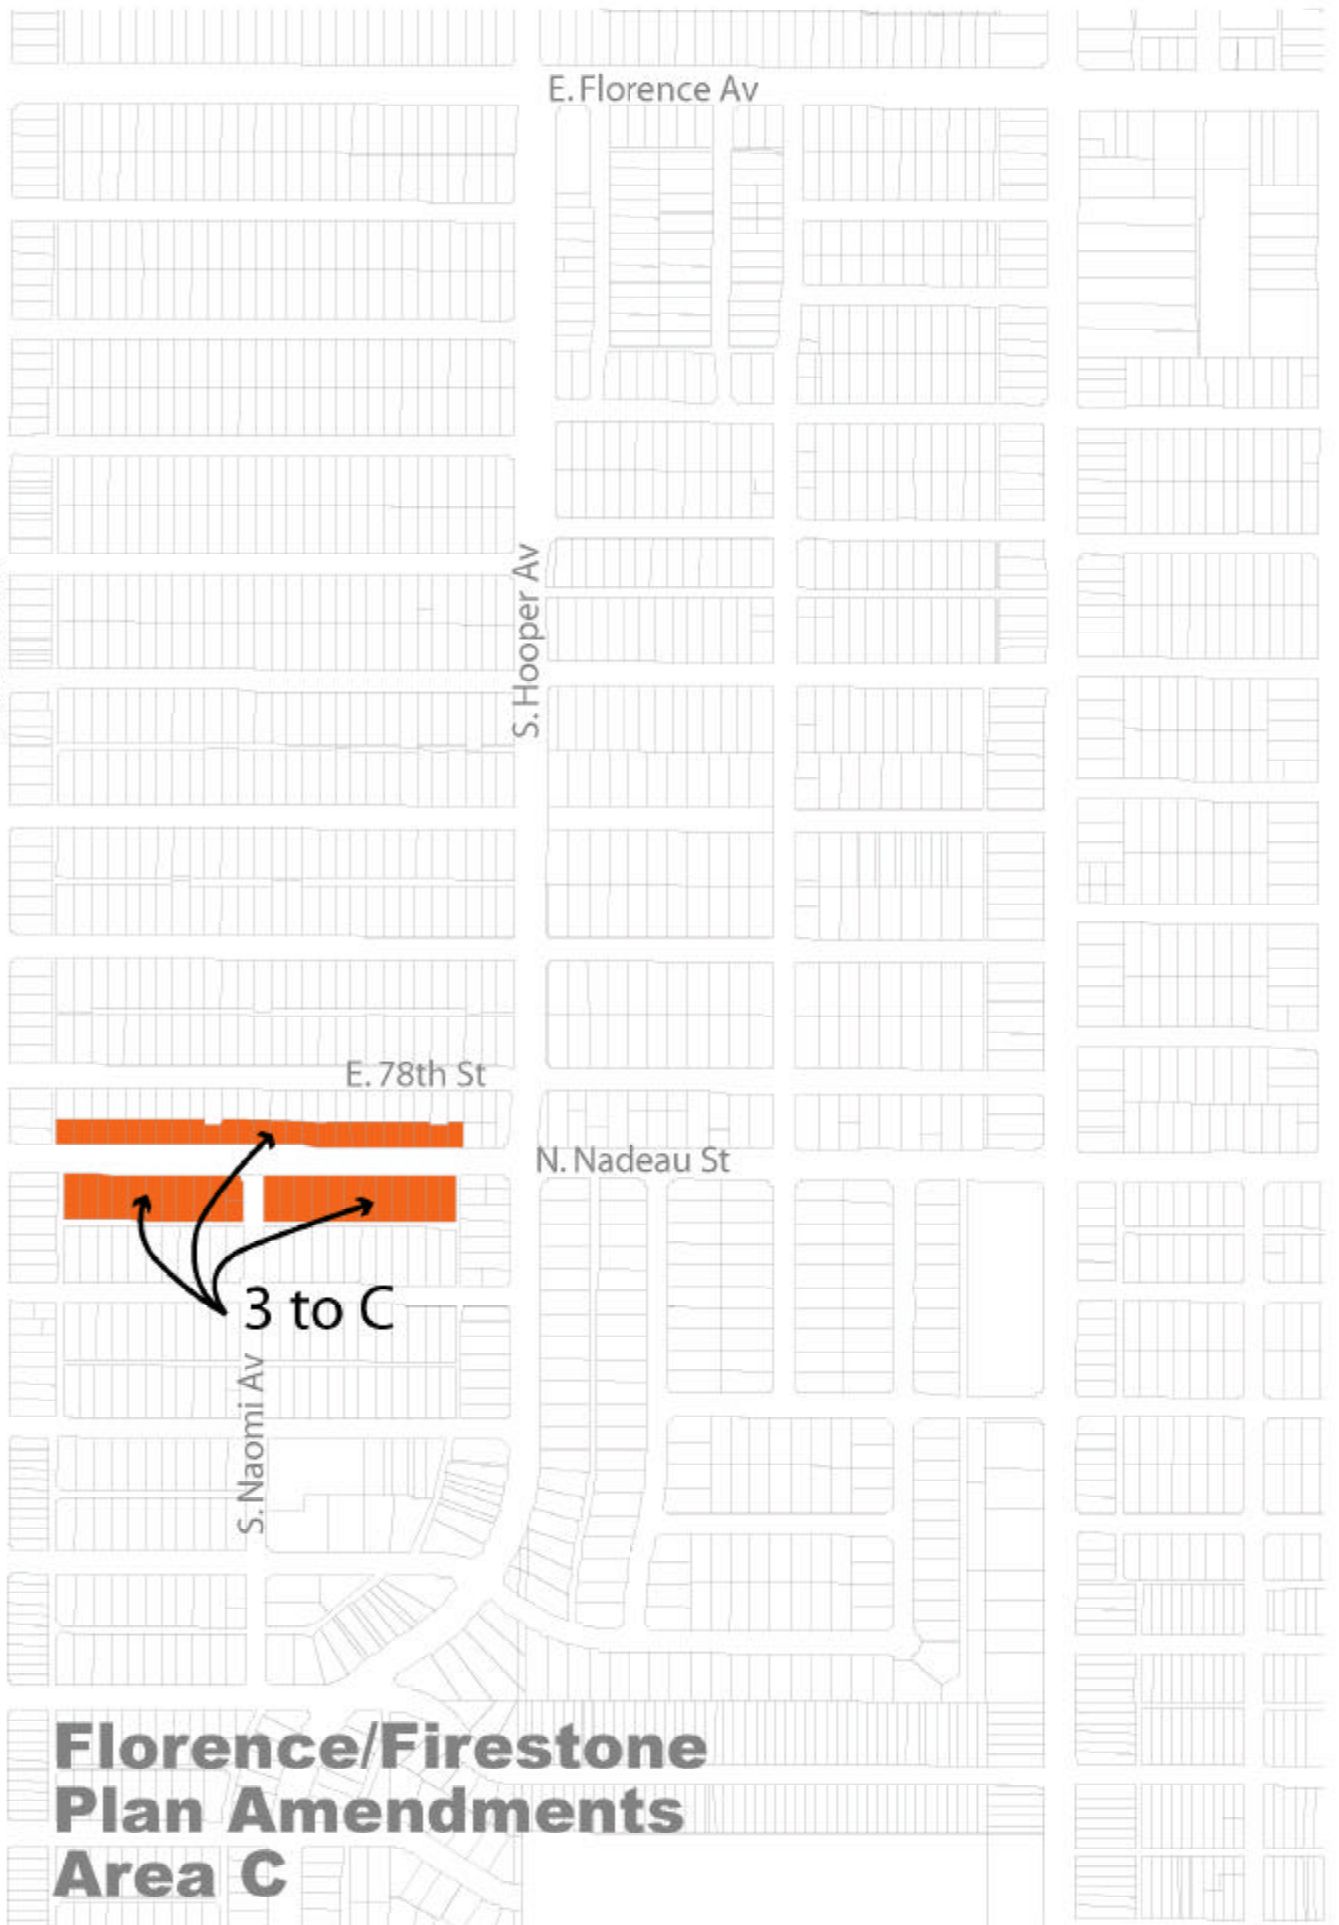 E. Florence Av
S. Hooper Av
E. 78th St
N. Nadeau St
3 to C
S. Naomi Av
Florence/Firestone
Plan Amendments
Area C